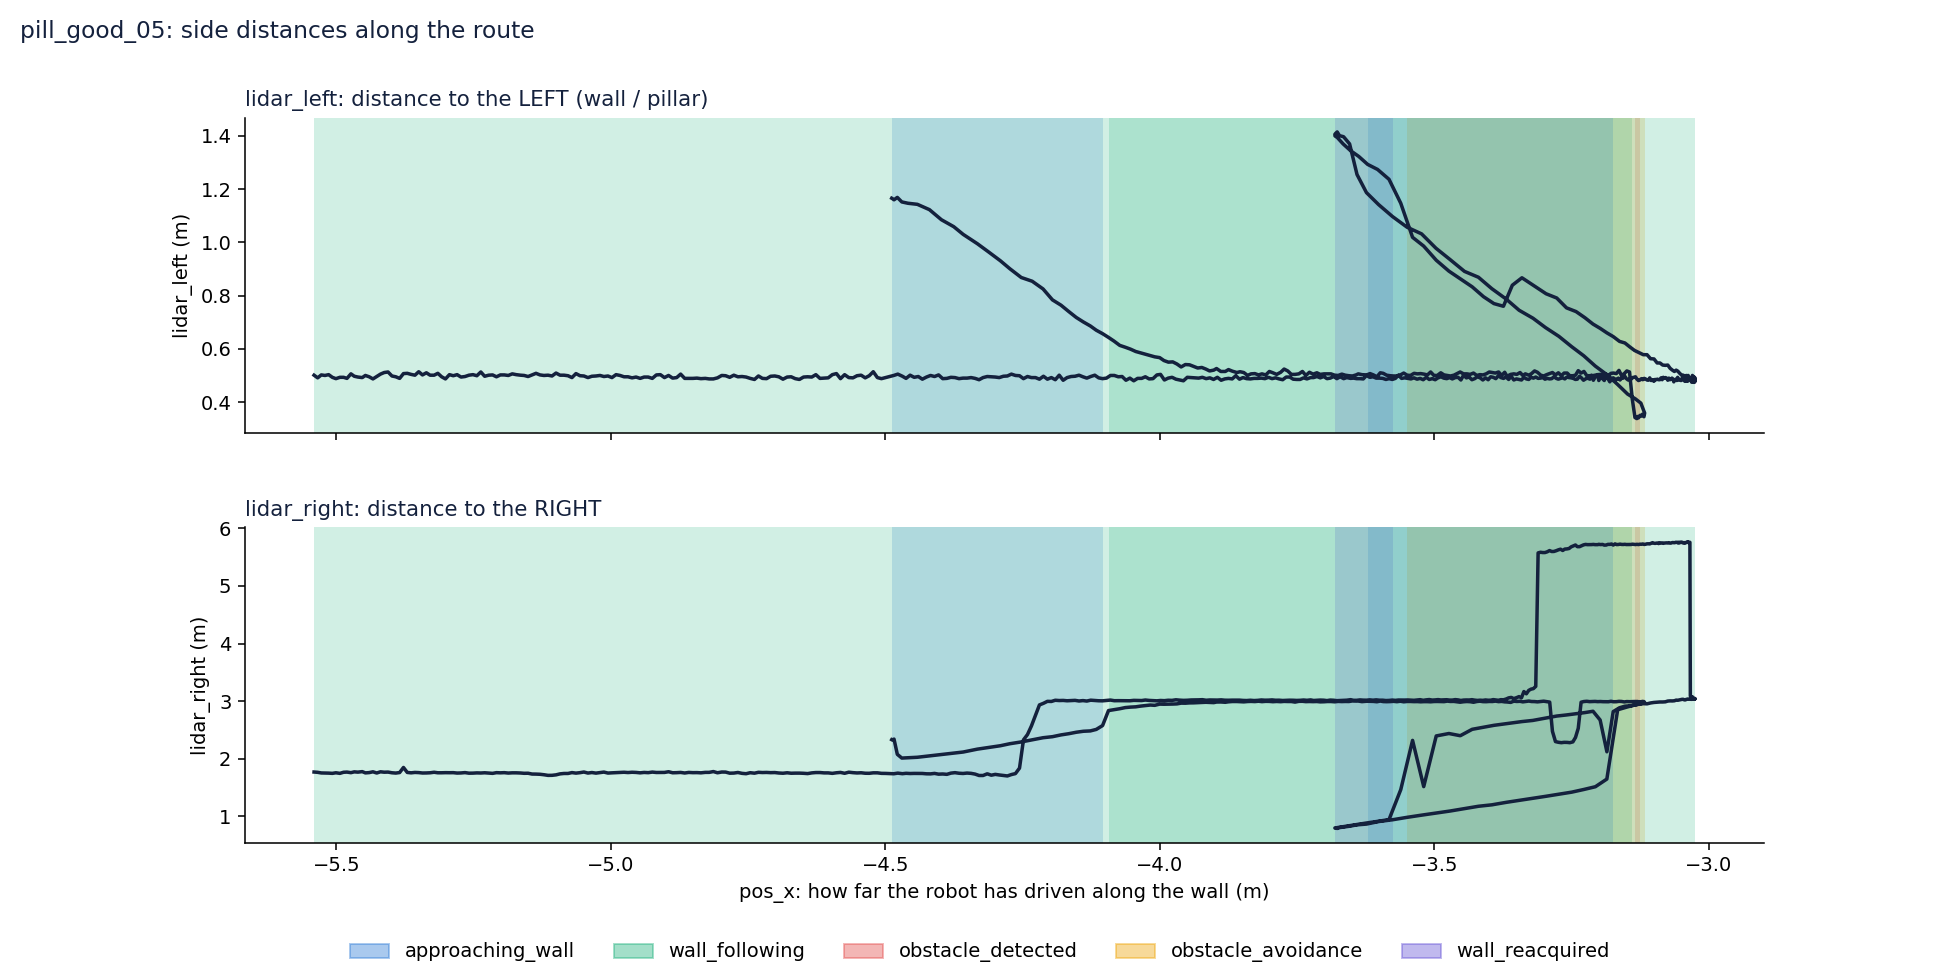 pill_good_05: side distances along the route
lidar_left: distance to the LEFT (wall / pillar)
1.4
1.2
1.0
0.8
0.6
0.4
lidar_left (m)
lidar_right: distance to the RIGHT
6
5
4
3
2
1
lidar_right (m)
−5.5 −5.0 −4.5 −4.0 −3.5 −3.0
pos_x: how far the robot has driven along the wall (m)
approaching_wall wall_following obstacle_detected obstacle_avoidance wall_reacquired